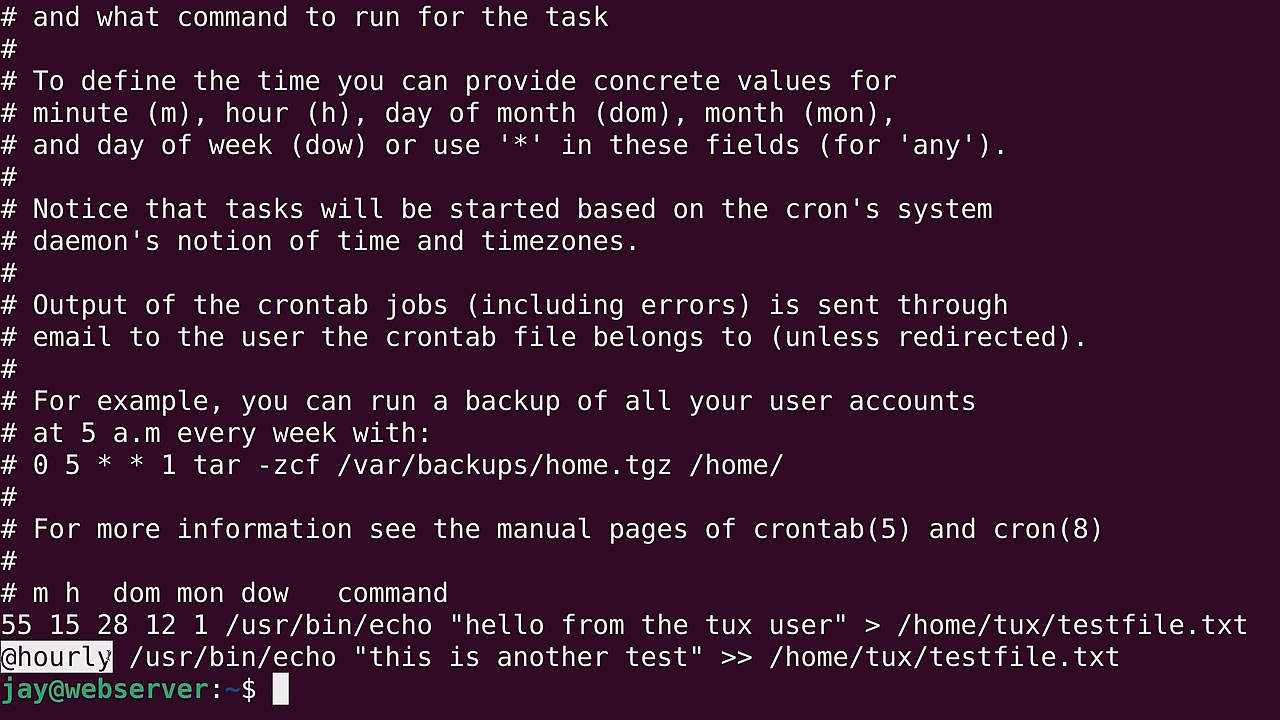 # and what command to run for the task
#
# To define the time you can provide concrete values for
# minute (m), hour (h), day of month (dom), month (mon),
# and day of week (dow) or use '*' in these fields (for 'any').
#
# Notice that tasks will be started based on the cron's system
# daemon's notion of time and timezones.
#
# Output of the crontab jobs (including errors) is sent through
# email to the user the crontab file belongs to (unless redirected).
#
# For example, you can run a backup of all your user accounts
# at 5 a.m every week with:
# 0 5 * * 1 tar -zcf /var/backups/home.tgz /home/
#
# For more information see the manual pages of crontab(5) and cron(8)
#
# m h  dom mon dow   command
55 15 28 12 1 /usr/bin/echo "hello from the tux user" > /home/tux/testfile.txt
@hourly /usr/bin/echo "this is another test" >> /home/tux/testfile.txt
jay@webserver:~$